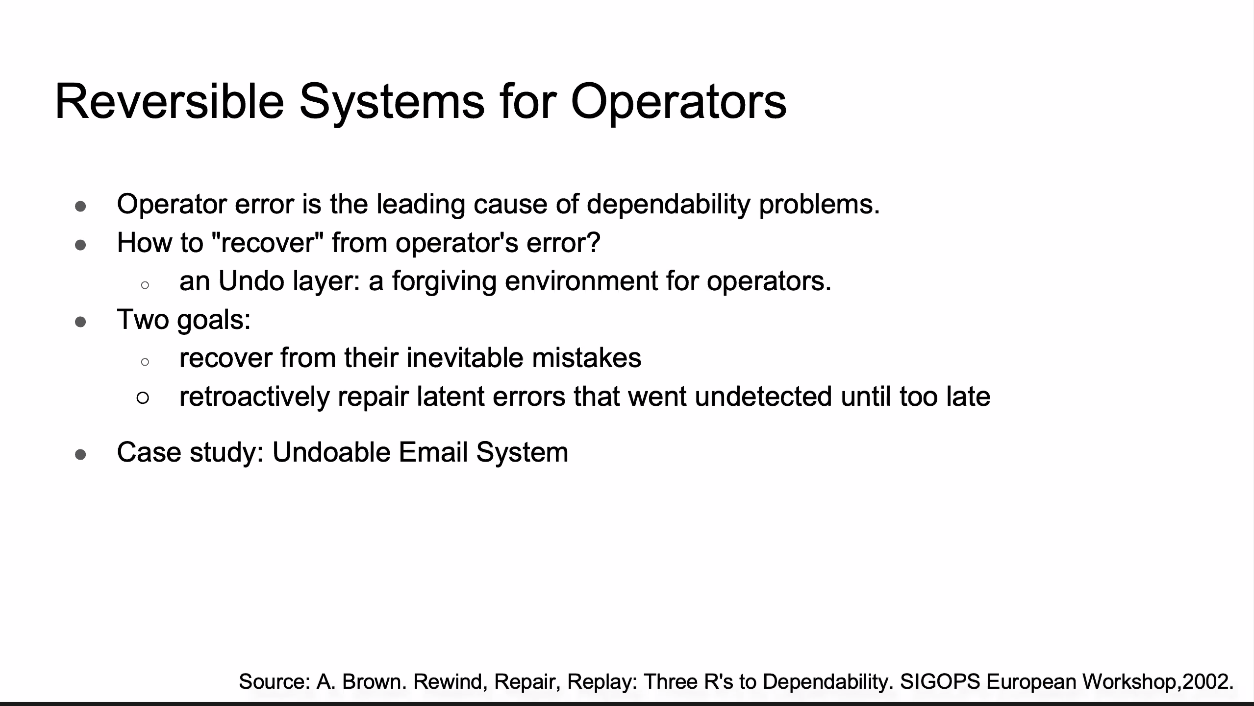 Reversible Systems for Operators
● Operator error is the leading cause of dependability problems.
● How to "recover" from operator's error?
○ an Undo layer: a forgiving environment for operators.
● Two goals:
○ recover from their inevitable mistakes
○ retroactively repair latent errors that went undetected until too late
● Case study: Undoable Email System
Source: A. Brown. Rewind, Repair, Replay: Three R's to Dependability. SIGOPS European Workshop,2002.